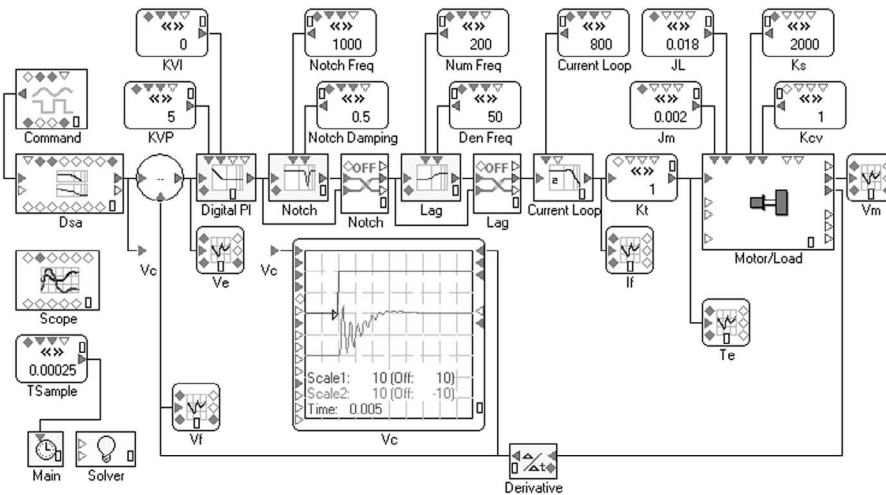 0
KVI
1000
Notch Freq
200
Num Freq
800
Current Loop
0.018
JL
2000
Ks
Command
5
KVP
0.5
Notch Damping
50
Den Freq
0.002
Jm
1
Kcv
Dsa
--
Digital PI
Notch
OFF
Notch
Lag
OFF
Lag
Current Loop
1
Kt
Motor/Load
Vm
Vc
Ve
Vc
If
Scope
Te
0.00025
TSample
Scale1: 10 (Off: 10)
Scale2: 10 (Off: -10)
Time: 0.005
Vc
Vf
Main
Solver
Δ/Δt
Derivative